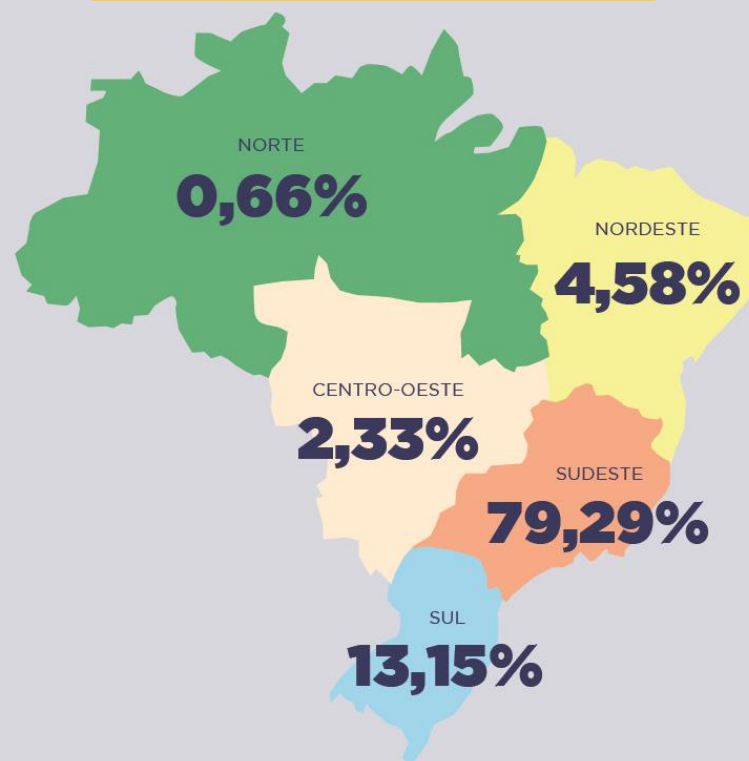 NORTE
0,66%
NORDESTE
4,58%
CENTRO-OESTE
2,33%
SUDESTE
79,29%
SUL
13,15%